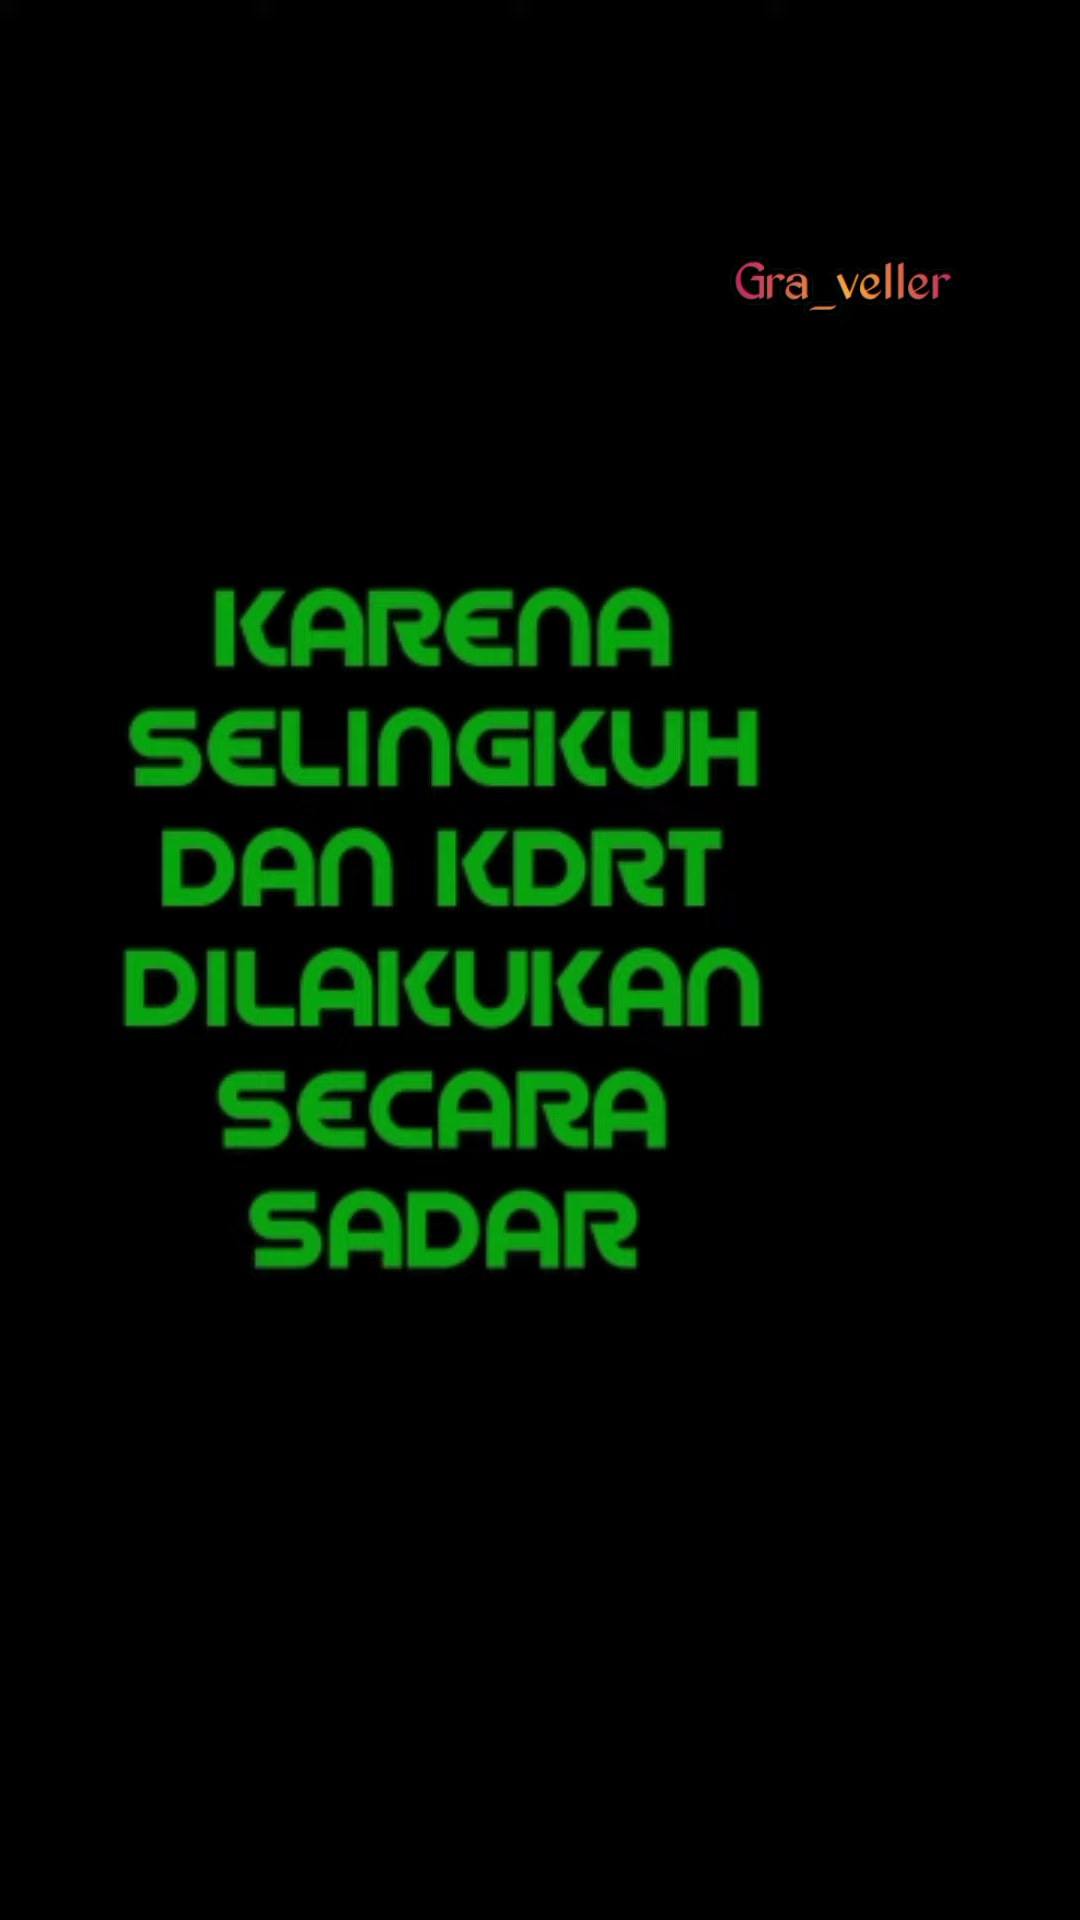 Gra_veller
KARENA
SELINGKUH
DAN KDRT
DILAKUKAN
SECARA
SADAR